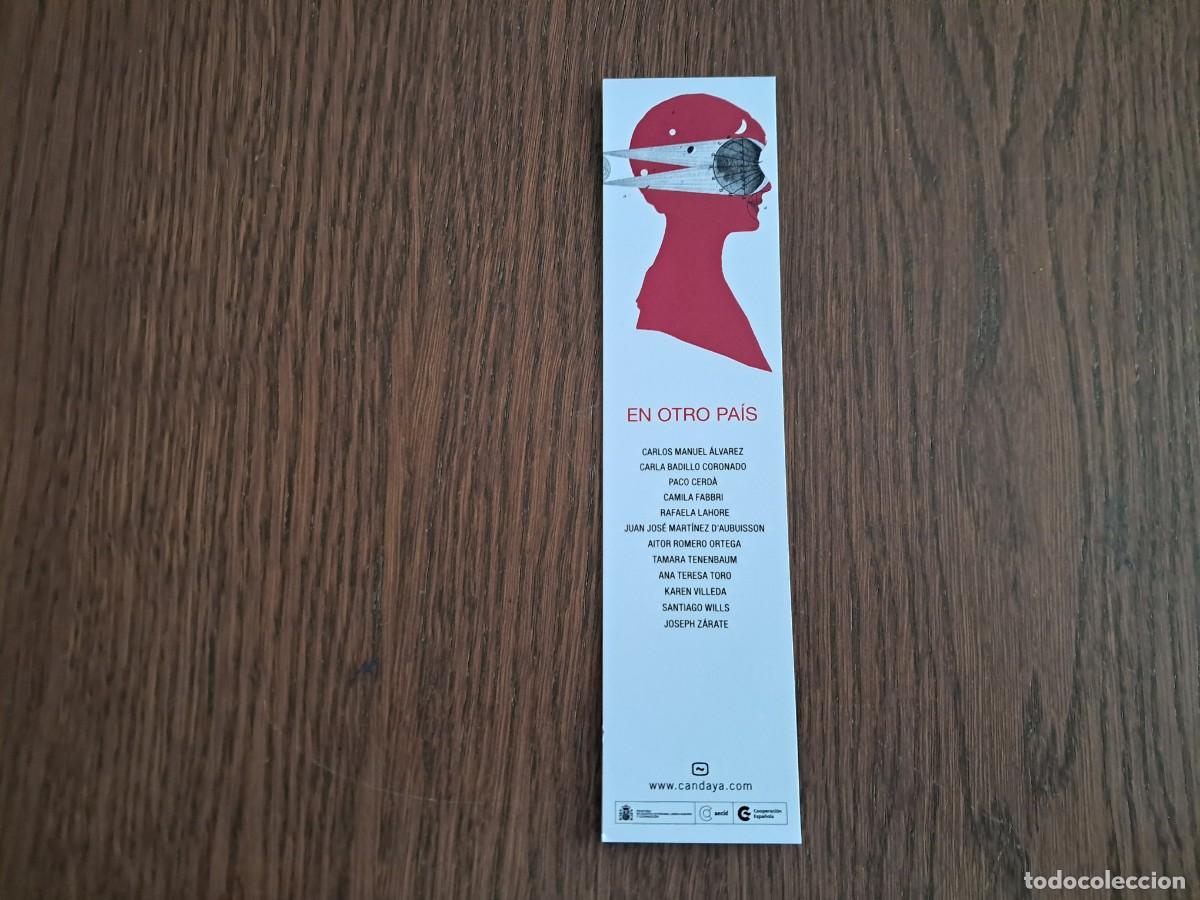 EN OTRO PAÍS
CARLOS MANUEL ÁLVAREZ
CARLA BADILLO CORONADO
PACO CERDÀ
CAMILA FABBRI
RAFAELA LAHORE
JUAN JOSÉ MARTÍNEZ D'AUBUISSON
AITOR ROMERO ORTEGA
TAMARA TENENBAUM
ANA TERESA TORO
KAREN VILLEDA
SANTIAGO WILLS
JOSEPH ZÁRATE
www.candaya.com
aecid
Cooperación
Española
todocoleccion